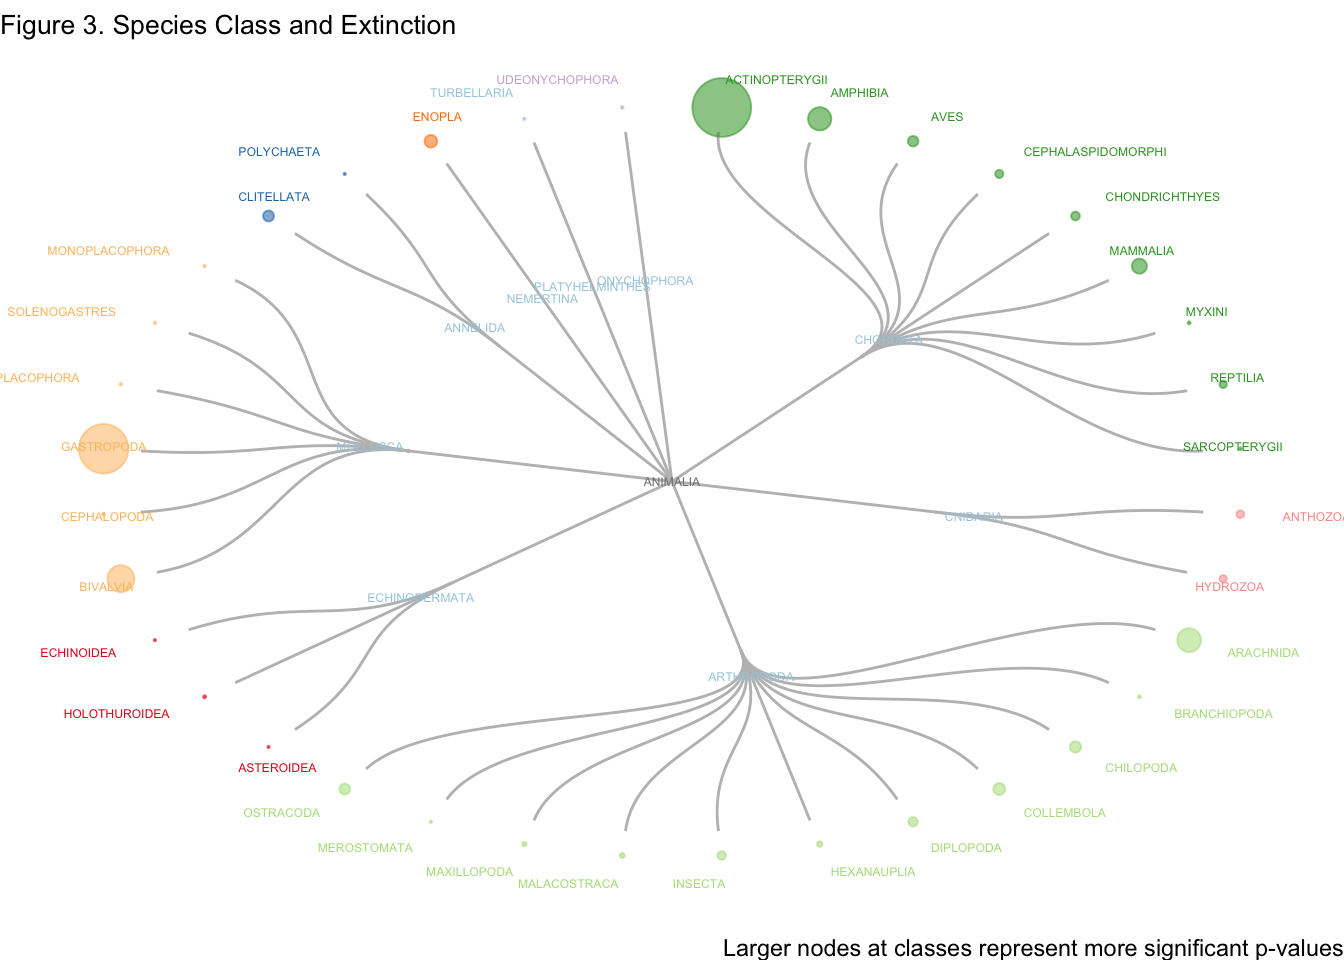 Figure 3. Species Class and Extinction
UDEONYCHOPHORA
ACTINOPTERYGII
TURBELLARIA
AMPHIBIA
ENOPLA
AVES
POLYCHAETA
CEPHALASPIDOMORPHI
CLITELLATA
CHONDRICHTHYES
MONOPLACOPHORA
MAMMALIA
ONYCHOPHORA
PLATYHELMINTHES
NEMERTINA
SOLENOGASTRES
MYXINI
ANNELIDA
CHORDATA
PLACOPHORA
REPTILIA
GASTROPODA
MOLLUSCA
SARCOPTERYGII
ANIMALIA
CEPHALOPODA
CNIDARIA
ANTHOZOA
BIVALVIA
HYDROZOA
ECHINODERMATA
ECHINOIDEA
ARACHNIDA
ARTHROPODA
HOLOTHUROIDEA
BRANCHIOPODA
ASTEROIDEA
CHILOPODA
OSTRACODA
COLLEMBOLA
MEROSTOMATA
DIPLOPODA
MAXILLOPODA
HEXANAUPLIA
MALACOSTRACA
INSECTA
Larger nodes at classes represent more significant p-values